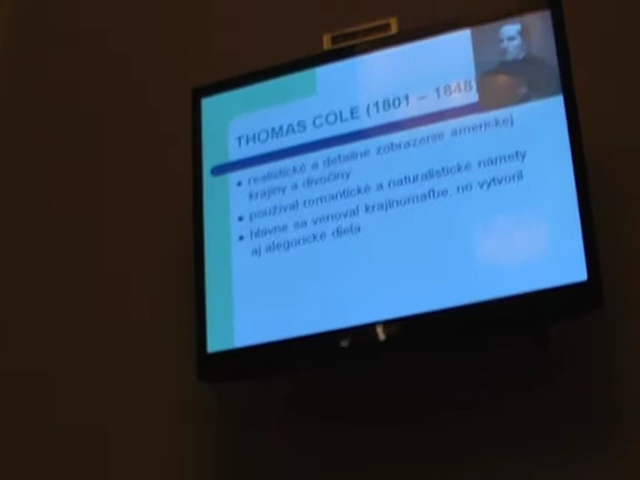 THOMAS COLE (1801 – 1848
• realistické a detailné zobrazenie americkej
krajiny a divočiny
• používal romantické a naturalistické námety
• hlavne sa venoval krajinomaľbe, no vytvoril
aj alegorické diela